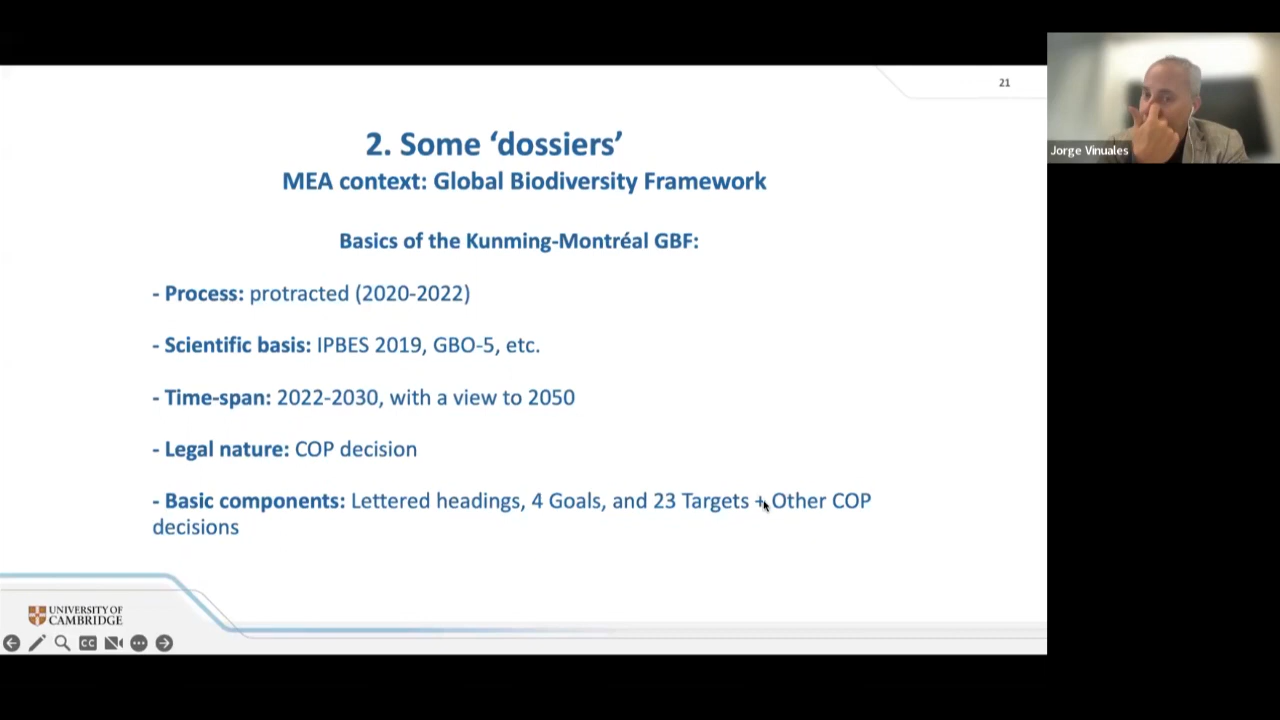 21
2. Some ‘dossiers’
MEA context: Global Biodiversity Framework
Jorge Vinuales
Basics of the Kunming-Montréal GBF:
- Process: protracted (2020-2022)
- Scientific basis: IPBES 2019, GBO-5, etc.
- Time-span: 2022-2030, with a view to 2050
- Legal nature: COP decision
- Basic components: Lettered headings, 4 Goals, and 23 Targets + Other COP
decisions
UNIVERSITY OF
CAMBRIDGE
CC